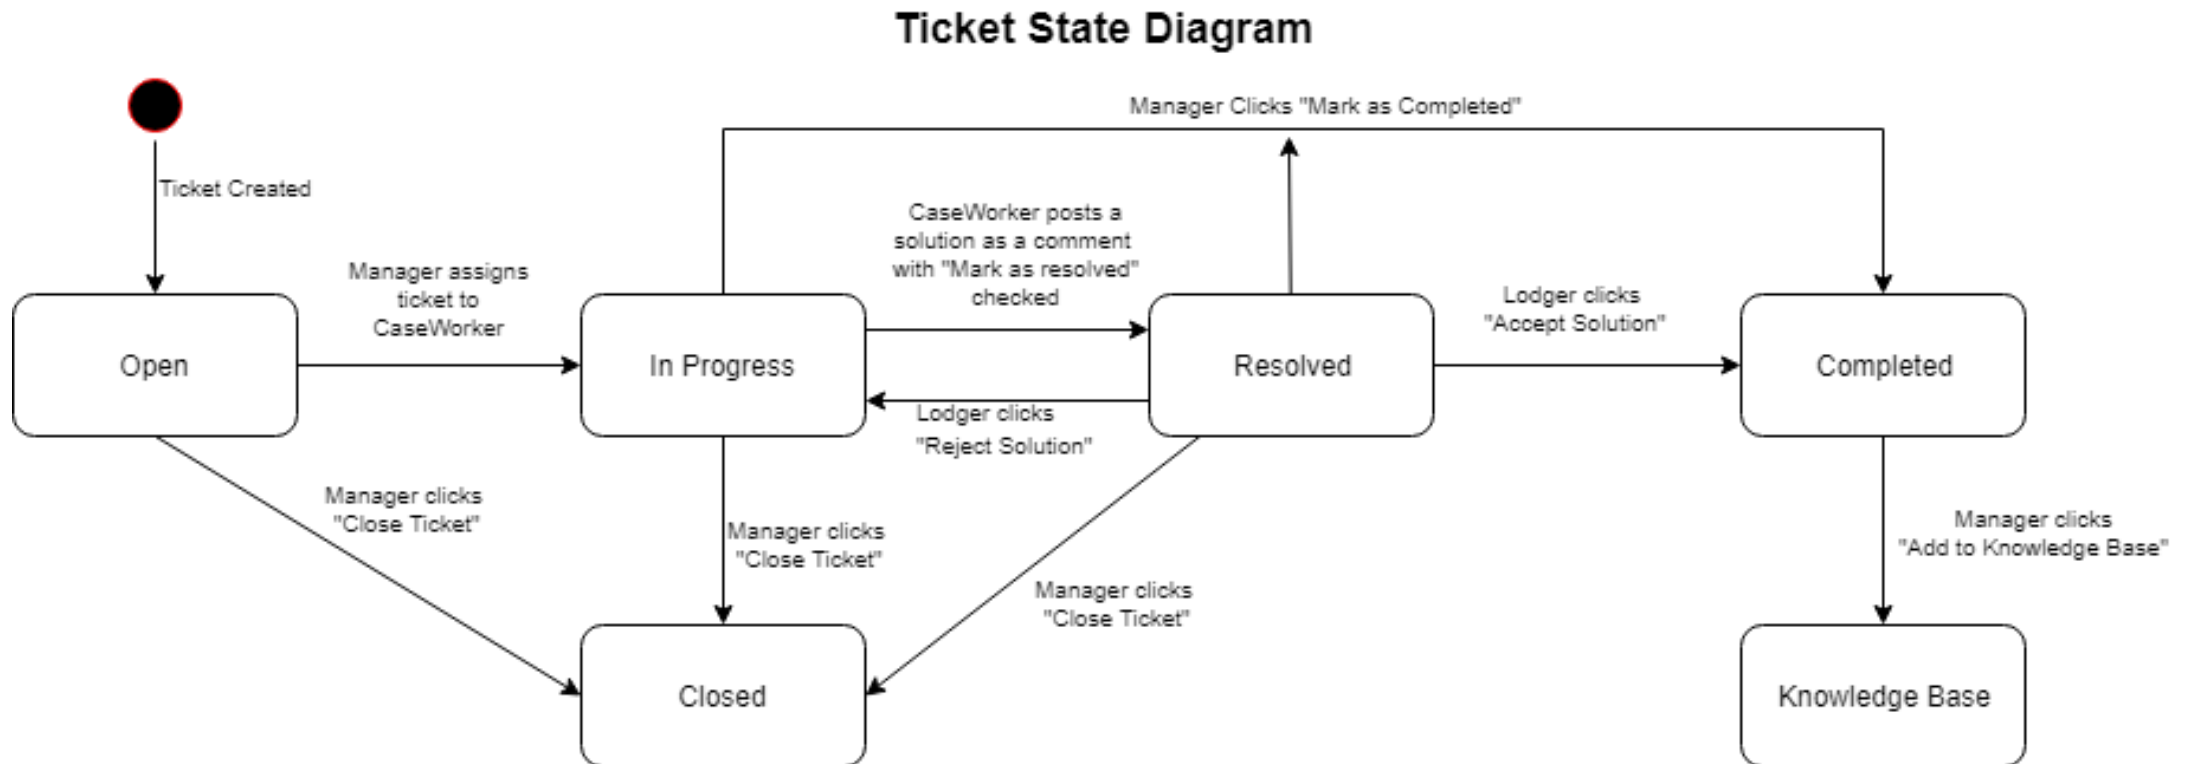 Ticket State Diagram
Manager Clicks "Mark as Completed"
Ticket Created
CaseWorker posts a
solution as a comment
with "Mark as resolved"
checked
Manager assigns
ticket to
CaseWorker
Lodger clicks
"Accept Solution"
Open
In Progress
Resolved
Completed
Lodger clicks
"Reject Solution"
Manager clicks
"Close Ticket"
Manager clicks
"Close Ticket"
Manager clicks
"Close Ticket"
Manager clicks
"Add to Knowledge Base"
Closed
Knowledge Base